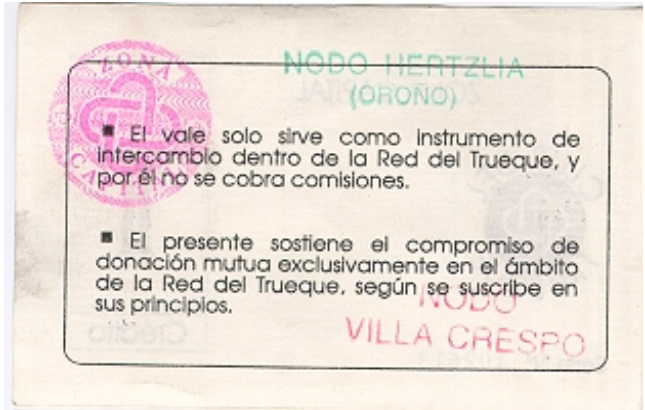 ZONA
CAPITAL
NODO HERTZLIA
(OROÑO)
■ El vale solo sirve como instrumento de
intercambio dentro de la Red del Trueque, y
por él no se cobra comisiones.
■ El presente sostiene el compromiso de
donación mutua exclusivamente en el ámbito
de la Red del Trueque, según se suscribe en
sus principios.
NODO
VILLA CRESPO